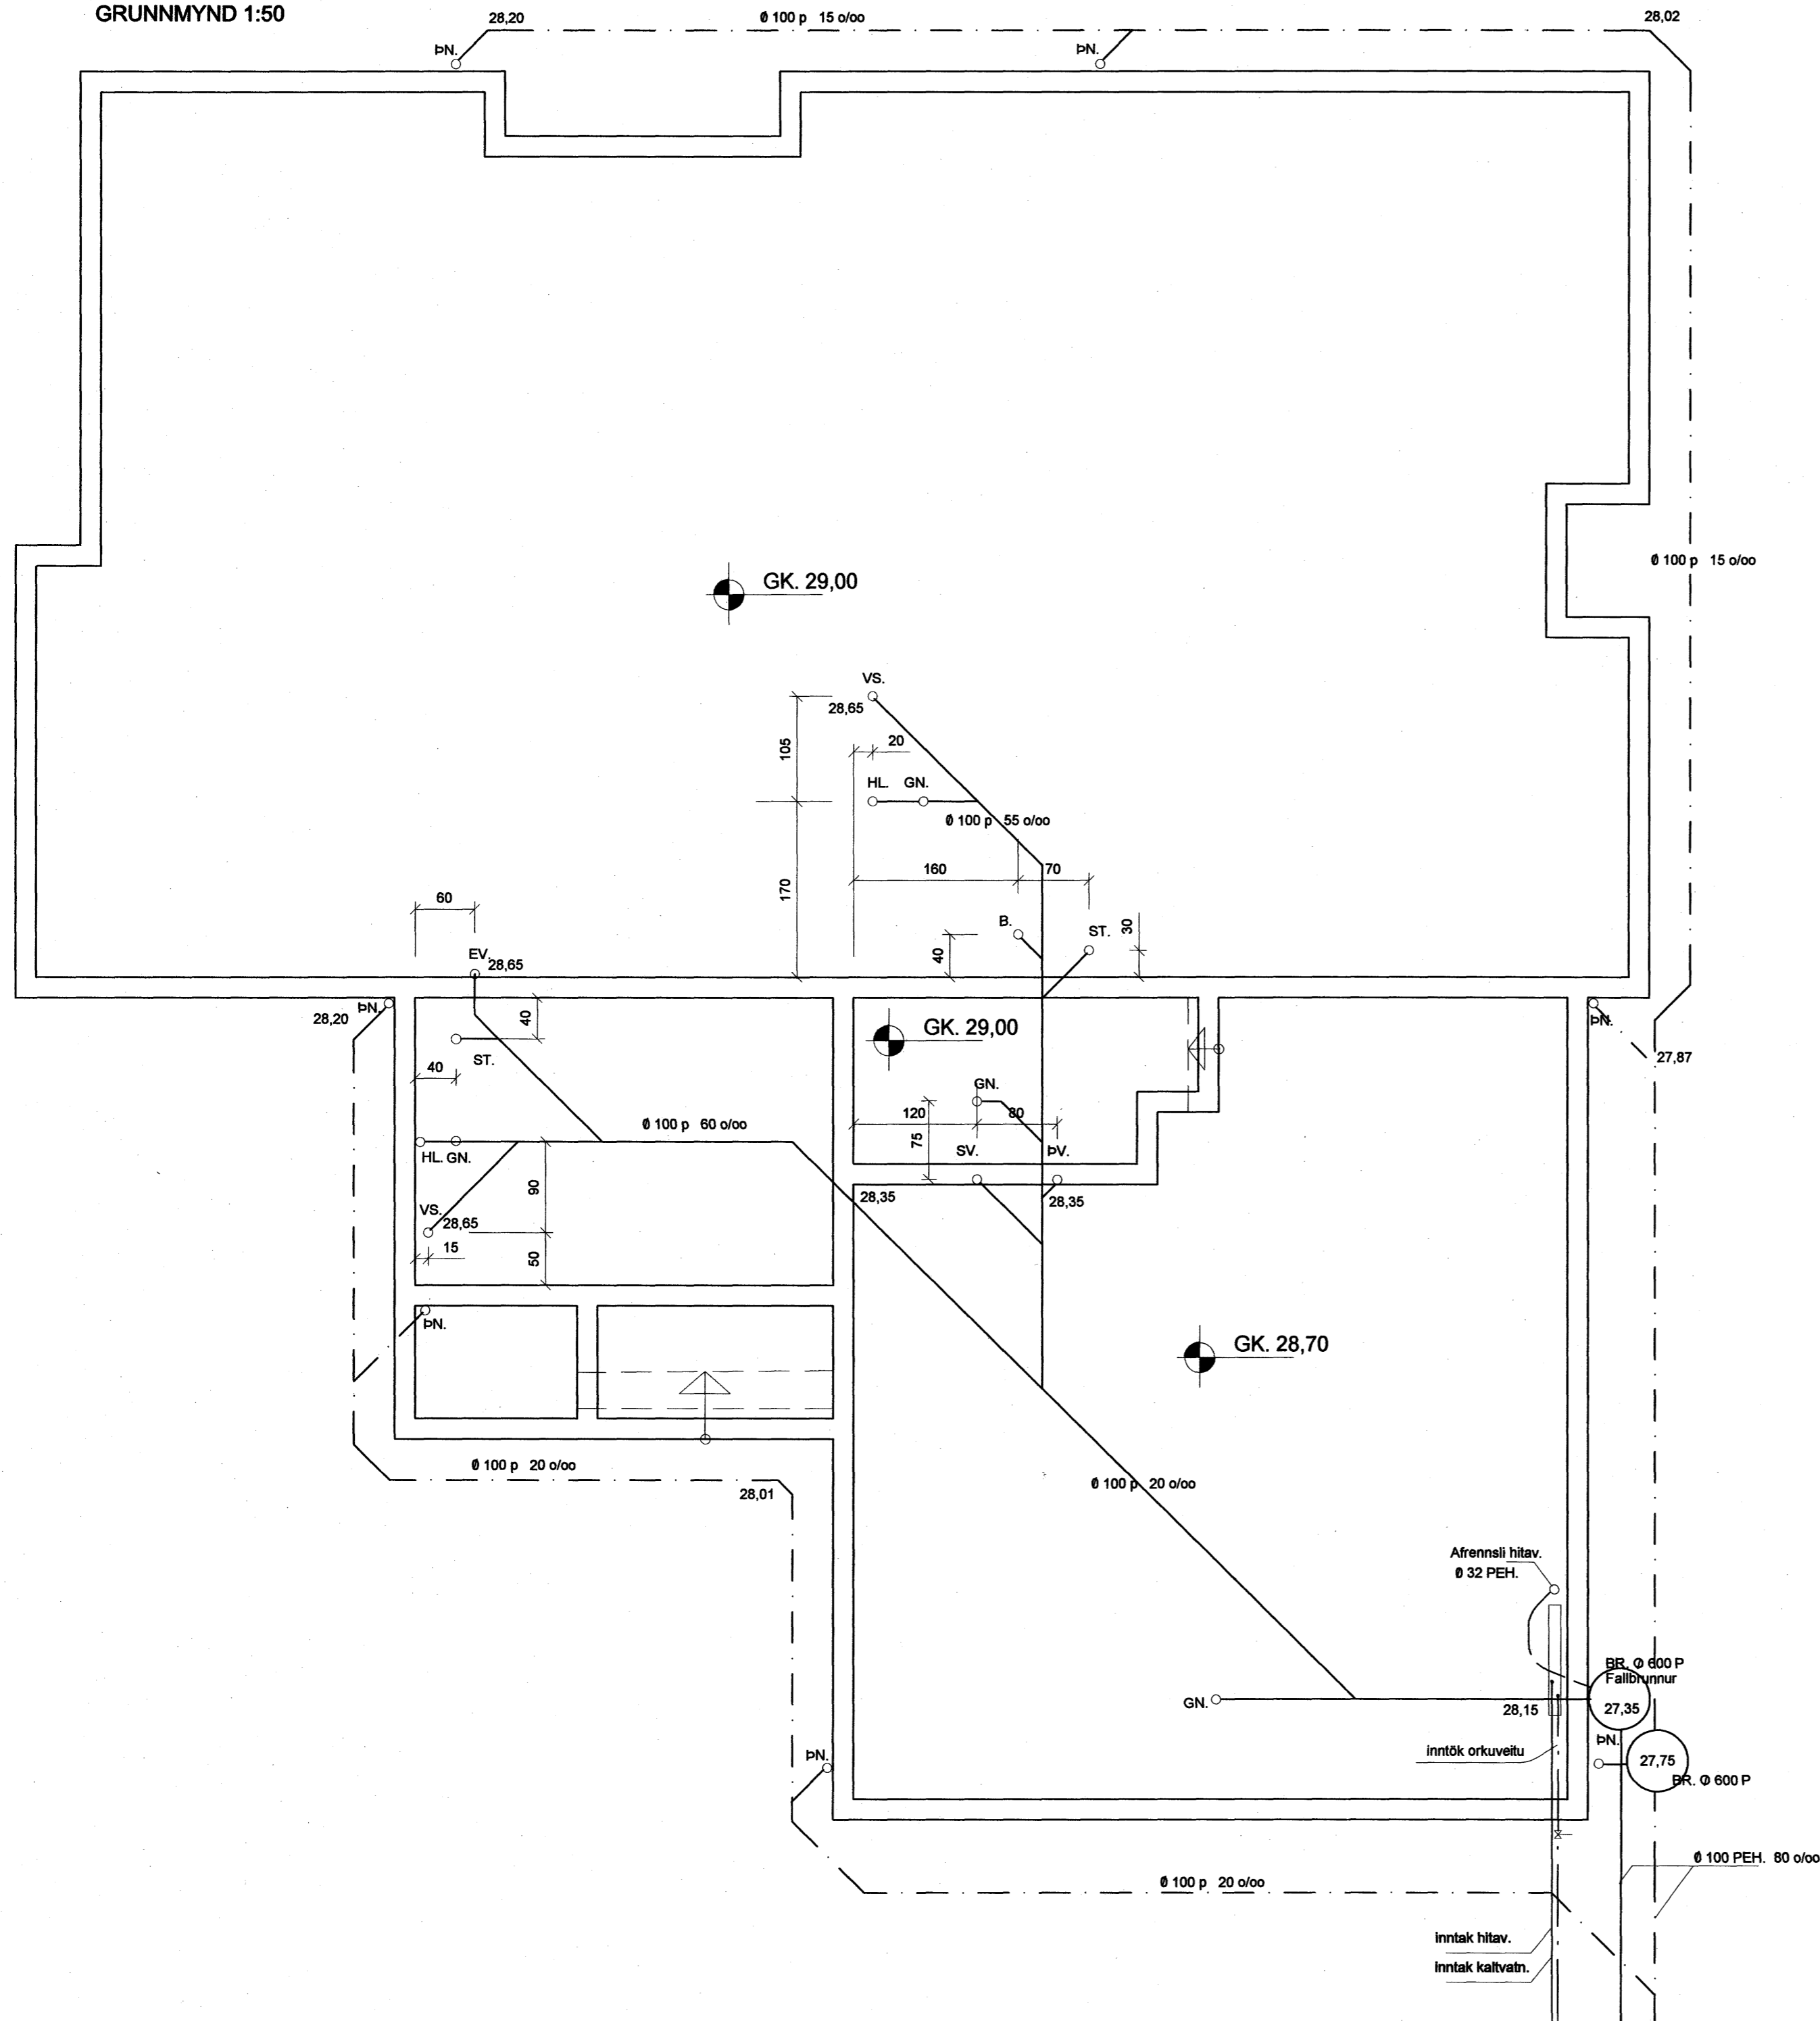 GRUNNMYND 1:50
28,20
Ø 100 p 15 o/oo
28,02
ÞN.
ÞN.
Ø 100 p 15 o/oo
GK. 29,00
VS.
28,65
105
20
HL. GN.
Ø 100 p 55 o/oo
160
70
170
60
B.
ST.
30
40
EV.
28,65
ÞN.
28,20
40
GK. 29,00
ÞN.
27,87
ST.
40
GN.
120
80
75
Ø 100 p 60 o/oo
HL. GN.
SV.
ÞV.
90
28,35
28,35
VS.
28,65
15
50
ÞN.
GK. 28,70
Ø 100 p 20 o/oo
28,01
Ø 100 p 20 o/oo
Afrennsli hitav.
Ø 32 PEH.
BR. Ø 600 P
Fallbrunnur
GN.
28,15
27,35
ÞN.
inntök orkuveitu
ÞN.
27,75
BR. Ø 600 P
Ø 100 PEH. 80 o/oo
Ø 100 p 20 o/oo
inntak hitav.
inntak kaltvatn.